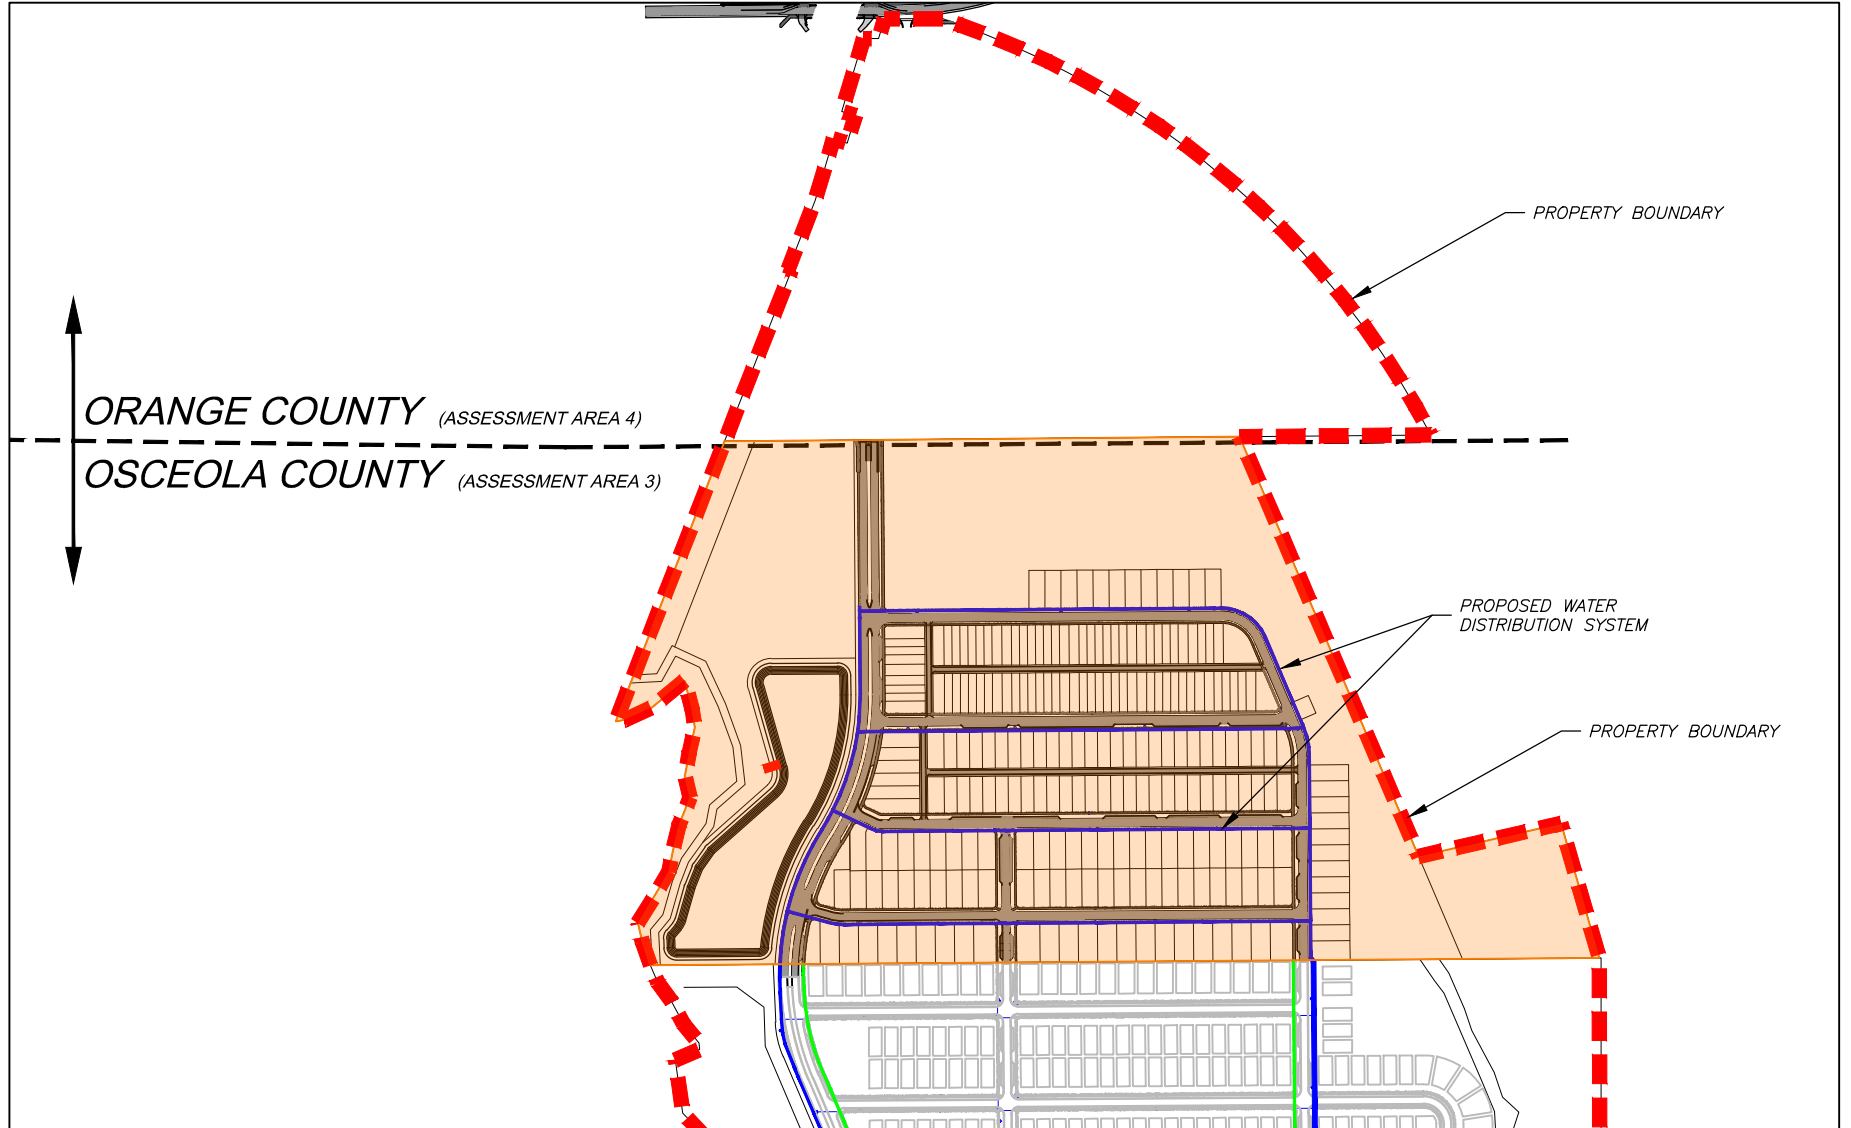 PROPERTY BOUNDARY
ORANGE COUNTY (ASSESSMENT AREA 4)
OSCEOLA COUNTY (ASSESSMENT AREA 3)
PROPOSED WATER
DISTRIBUTION SYSTEM
PROPERTY BOUNDARY